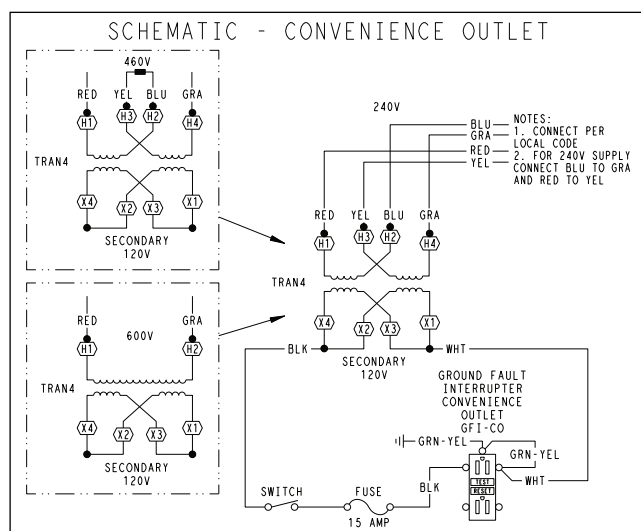 SCHEMATIC - CONVENIENCE OUTLET
460V
RED YEL BLU GRA
H1 H3 H2 H4
TRAN4
X4 X2 X3 X1
SECONDARY
120V
600V
RED GRA
H1 H2
TRAN4
X4 X2 X3 X1
SECONDARY
120V
240V
BLU
GRA
RED
YEL
NOTES:
1. CONNECT PER
LOCAL CODE
2. FOR 240V SUPPLY
CONNECT BLU TO GRA
AND RED TO YEL
RED YEL BLU GRA
H1 H3 H2 H4
TRAN4
X4 X2 X3 X1
BLK
WHT
SECONDARY
120V
GROUND FAULT
INTERRUPTER
CONVENIENCE
OUTLET
GFI-CO
GRN-YEL
GRN-YEL
WHT
BLK
TEST
RESET
SWITCH
FUSE
15 AMP